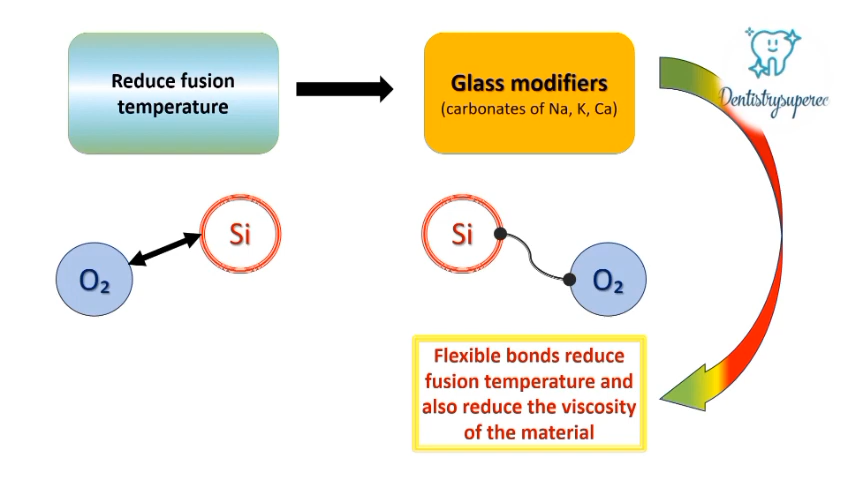 Reduce fusion
temperature
Glass modifiers
(carbonates of Na, K, Ca)
Dentistrysuperec
Si
O₂
Si
O₂
Flexible bonds reduce
fusion temperature and
also reduce the viscosity
of the material